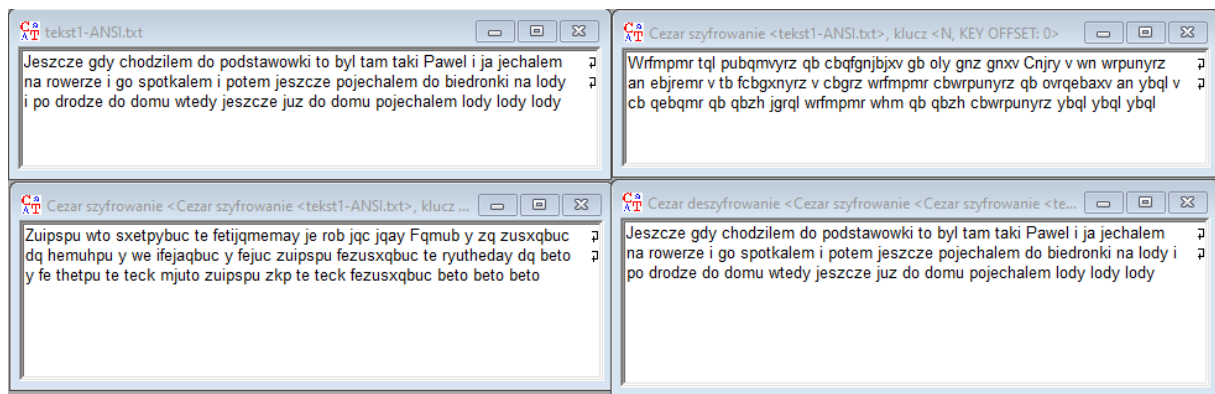 tekst1-ANSI.txt
Jeszcze gdy chodzilem do podstawowki to byl tam taki Pawel i ja jechalem
na rowerze i go spotkalem i potem jeszcze pojechalem do biedronki na lody
i po drodze do domu wtedy jeszcze juz do domu pojechalem lody lody lody
Cezar szyfrowanie <tekst1-ANSI.txt>, klucz <N, KEY OFFSET: 0>
Wrfmpmr tql pubqmvyrz qb cbqfgnjbjxv gb oly gnz gnxv Cnjry v wn wrpunyrz
an ebjremr v tb fcbgxnyrz v cbgrz wrfmpmr cbwrpunyrz qb ovrqebaxv an ybql v
cb qebqmr qb qbzh jgrql wrfmpmr whm qb qbzh cbwrpunyrz ybql ybql ybql
Cezar szyfrowanie <Cezar szyfrowanie <tekst1-ANSI.txt>, klucz ...
Zuipspu wto sxetpybuc te fetijqmemay je rob jqc jqay Fqmub y zq zusxqbuc
dq hemuhpu y we ifejaqbuc y fejuc zuipspu fezusxqbuc te ryutheday dq beto
y fe thetpu te teck mjuto zuipspu zkp te teck fezusxqbuc beto beto beto
Cezar deszyfrowanie <Cezar szyfrowanie <Cezar szyfrowanie <te...
Jeszcze gdy chodzilem do podstawowki to byl tam taki Pawel i ja jechalem
na rowerze i go spotkalem i potem jeszcze pojechalem do biedronki na lody i
po drodze do domu wtedy jeszcze juz do domu pojechalem lody lody lody